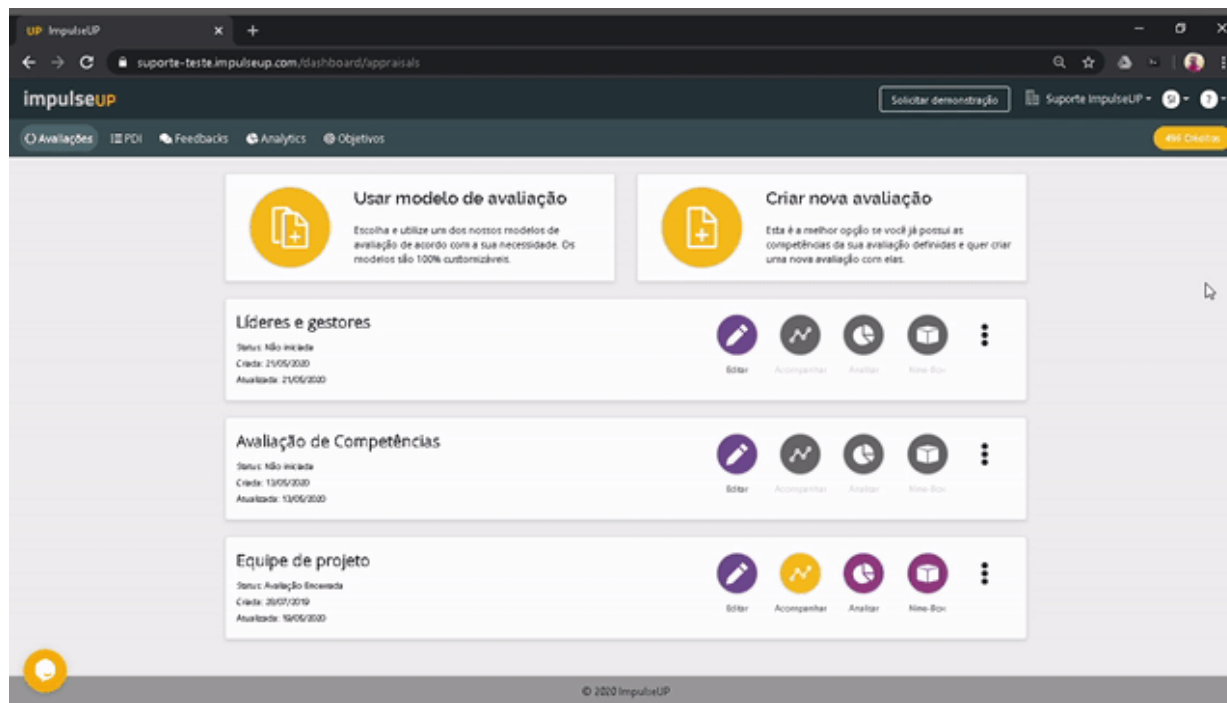 UP ImpulseUP
suporte-teste.impulseup.com/dashboard/appraisals
impulseUP
Solicitar demonstração
Suporte ImpulseUP
SI
?
Avaliações
PDI
Feedbacks
Analytics
Objetivos
496 Créditos
Usar modelo de avaliação
Escolha e utilize um dos nossos modelos de
avaliação de acordo com a sua necessidade. Os
modelos são 100% customizáveis.
Criar nova avaliação
Esta é a melhor opção se você já possui as
competências da sua avaliação definidas e quer criar
uma nova avaliação com elas.
Líderes e gestores
Status: Não iniciada
Criada: 21/05/2020
Atualizada: 21/05/2020
Editar
Acompanhar
Analisar
Nine-Box
Avaliação de Competências
Status: Não iniciada
Criada: 13/05/2020
Atualizada: 13/05/2020
Editar
Acompanhar
Analisar
Nine-Box
Equipe de projeto
Status: Avaliação Encerrada
Criada: 28/07/2019
Atualizada: 19/05/2020
Editar
Acompanhar
Analisar
Nine-Box
© 2020 ImpulseUP